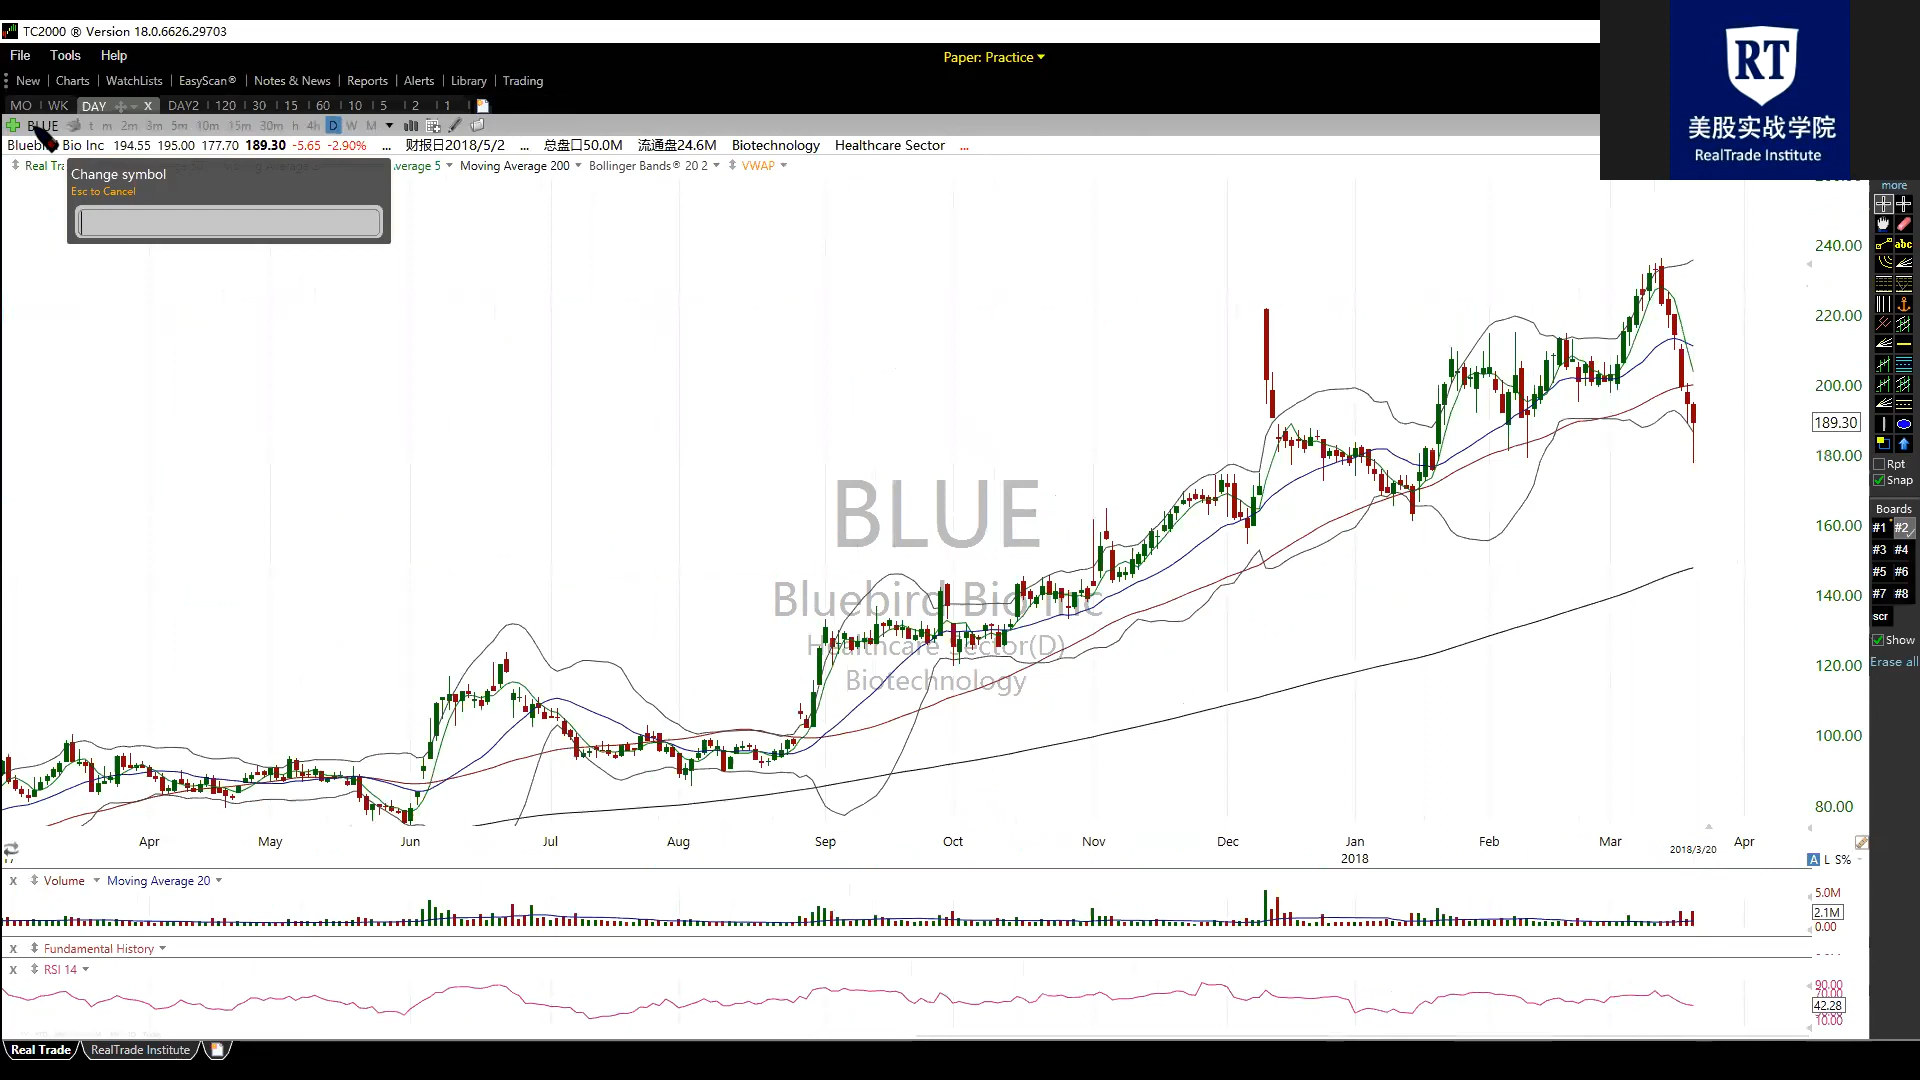 TC2000 ® Version 18.0.6626.29703
File Tools Help
Paper: Practice
New Charts WatchLists EasyScan® Notes & News Reports Alerts Library Trading
MO WK DAY X DAY2 120 30 15 60 10 5 2 1
BLUE t m 2m 3m 5m 10m 15m 30m h 4h D W M
Bio Inc 194.55 195.00 177.70 189.30 -5.65 -2.90% ... 财报日2018/5/2 ... 总盘口50.0M 流通盘24.6M Biotechnology Healthcare Sector ...
Moving Average 200 Bollinger Bands® 20 2 VWAP
Change symbol
Esc to Cancel
RT
美股实战学院
RealTrade Institute
more
abc
240.00
220.00
200.00
189.30
180.00
160.00
140.00
120.00
100.00
80.00
BLUE
Bluebird Bio Inc
Healthcare Sector(D)
Biotechnology
Rpt
Snap
Boards
#1 #2
#3 #4
#5 #6
#7 #8
scr
Show
Erase all
Apr May Jun Jul Aug Sep Oct Nov Dec Jan Feb Mar Apr
2018
2018/3/20
A L S%
X Volume Moving Average 20
5.0M
2.1M
0.00
X Fundamental History
X RSI 14
90.00
70.00
42.28
10.00
Real Trade RealTrade Institute